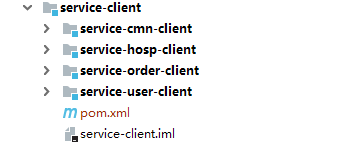 service-client
service-cmn-client
service-hosp-client
service-order-client
service-user-client
pom.xml
service-client.iml